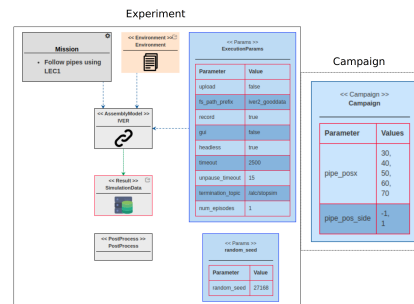 Experiment
Mission
• Follow pipes using
LEC1
<< Environment >>
Environment
<< AssemblyModel >>
IVER
<< Result >>
SimulationData
<< PostProcess >>
PostProcess
<< Params >>
ExecutionParams
Parameter Value
upload false
fs_path_prefix iver2_gooddata
record true
gui false
headless true
timeout 2500
unpause_timeout 15
termination_topic
num_episodes 1
<< Params >>
random_seed
Parameter Value
random_seed 27168
Campaign
<< Campaign >>
Campaign
Parameter Values
pipe_posx 30,
40,
50,
60,
70
pipe_pos_side -1,
1